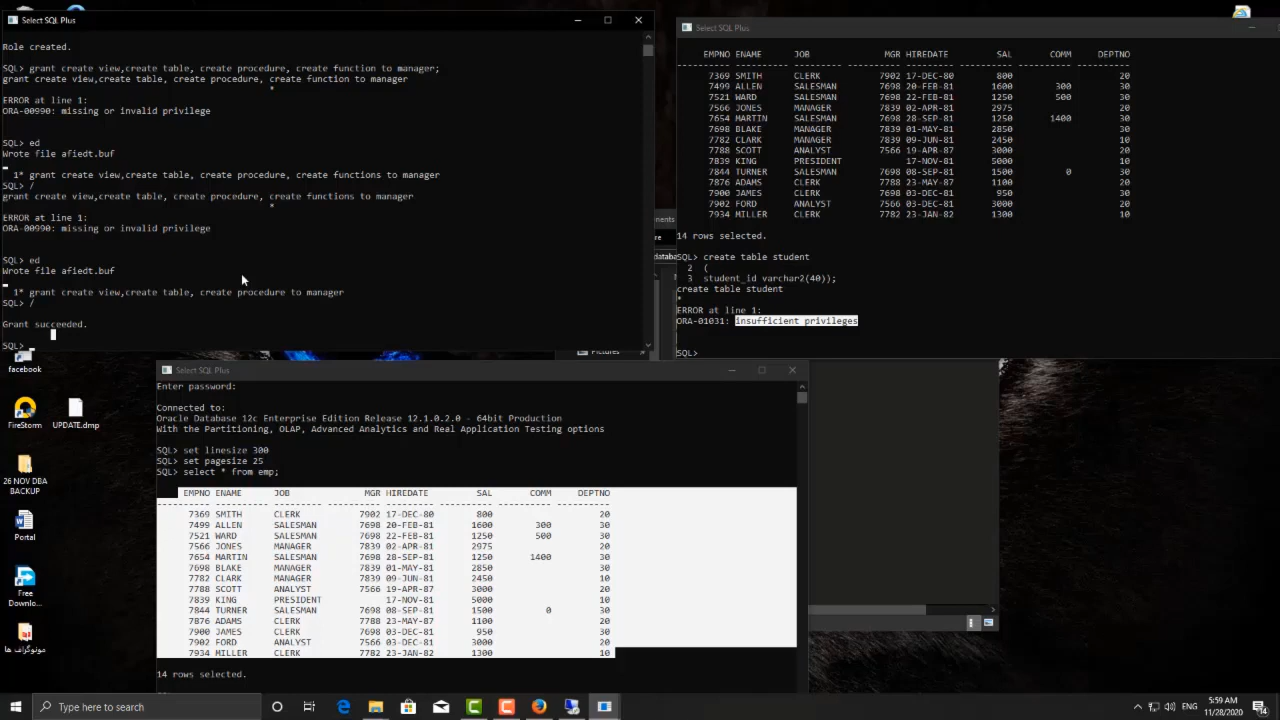 Select SQL Plus
Role created.
SQL> grant create view,create table, create procedure, create function to manager;
grant create view,create table, create procedure, create function to manager
*
ERROR at line 1:
ORA-00990: missing or invalid privilege
SQL> ed
Wrote file afiedt.buf
1* grant create view,create table, create procedure, create functions to manager
SQL> /
grant create view,create table, create procedure, create functions to manager
*
ERROR at line 1:
ORA-00990: missing or invalid privilege
SQL> ed
Wrote file afiedt.buf
1* grant create view,create table, create procedure to manager
SQL> /
Grant succeeded.
SQL>
Select SQL Plus
EMPNO ENAME JOB MGR HIREDATE SAL COMM DEPTNO
---------- ---------- --------- ---------- --------- ---------- ---------- ----------
7369 SMITH CLERK 7902 17-DEC-80 800 20
7499 ALLEN SALESMAN 7698 20-FEB-81 1600 300 30
7521 WARD SALESMAN 7698 22-FEB-81 1250 500 30
7566 JONES MANAGER 7839 02-APR-81 2975 20
7654 MARTIN SALESMAN 7698 28-SEP-81 1250 1400 30
7698 BLAKE MANAGER 7839 01-MAY-81 2850 30
7782 CLARK MANAGER 7839 09-JUN-81 2450 10
7788 SCOTT ANALYST 7566 19-APR-87 3000 20
7839 KING PRESIDENT 17-NOV-81 5000 10
7844 TURNER SALESMAN 7698 08-SEP-81 1500 0 30
7876 ADAMS CLERK 7788 23-MAY-87 1100 20
7900 JAMES CLERK 7698 03-DEC-81 950 30
7902 FORD ANALYST 7566 03-DEC-81 3000 20
7934 MILLER CLERK 7782 23-JAN-82 1300 10
14 rows selected.
SQL> create table student
2 (
3 student_id varchar2(40));
create table student
*
ERROR at line 1:
ORA-01031: insufficient privileges
SQL>
Pictures
Select SQL Plus
Enter password:
Connected to:
Oracle Database 12c Enterprise Edition Release 12.1.0.2.0 - 64bit Production
With the Partitioning, OLAP, Advanced Analytics and Real Application Testing options
SQL> set linesize 300
SQL> set pagesize 25
SQL> select * from emp;
EMPNO ENAME JOB MGR HIREDATE SAL COMM DEPTNO
---------- ---------- --------- ---------- --------- ---------- ---------- ----------
7369 SMITH CLERK 7902 17-DEC-80 800 20
7499 ALLEN SALESMAN 7698 20-FEB-81 1600 300 30
7521 WARD SALESMAN 7698 22-FEB-81 1250 500 30
7566 JONES MANAGER 7839 02-APR-81 2975 20
7654 MARTIN SALESMAN 7698 28-SEP-81 1250 1400 30
7698 BLAKE MANAGER 7839 01-MAY-81 2850 30
7782 CLARK MANAGER 7839 09-JUN-81 2450 10
7788 SCOTT ANALYST 7566 19-APR-87 3000 20
7839 KING PRESIDENT 17-NOV-81 5000 10
7844 TURNER SALESMAN 7698 08-SEP-81 1500 0 30
7876 ADAMS CLERK 7788 23-MAY-87 1100 20
7900 JAMES CLERK 7698 03-DEC-81 950 30
7902 FORD ANALYST 7566 03-DEC-81 3000 20
7934 MILLER CLERK 7782 23-JAN-82 1300 10
14 rows selected.
facebook
FireStorm
UPDATE.dmp
26 NOV DBA
BACKUP
Portal
Free
Downlo...
مونوگراف ها
Type here to search
ENG
5:59 AM
11/28/2020
14